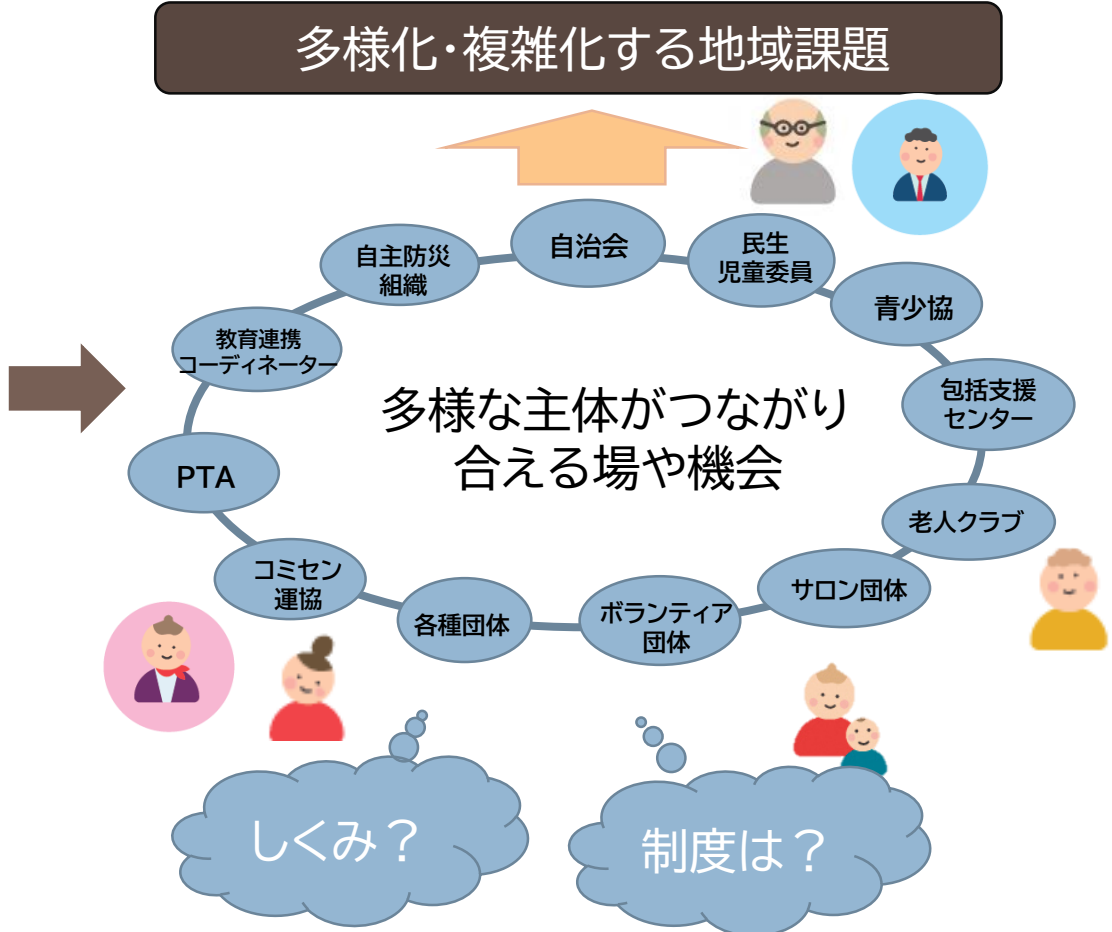 多様化・複雑化する地域課題
自治会
民生
児童委員
自主防災
組織
青少協
教育連携
コーディネーター
包括支援
センター
多様な主体がつながり
合える場や機会
PTA
老人クラブ
コミセン
運協
サロン団体
各種団体
ボランティア
団体
しくみ？
制度は？